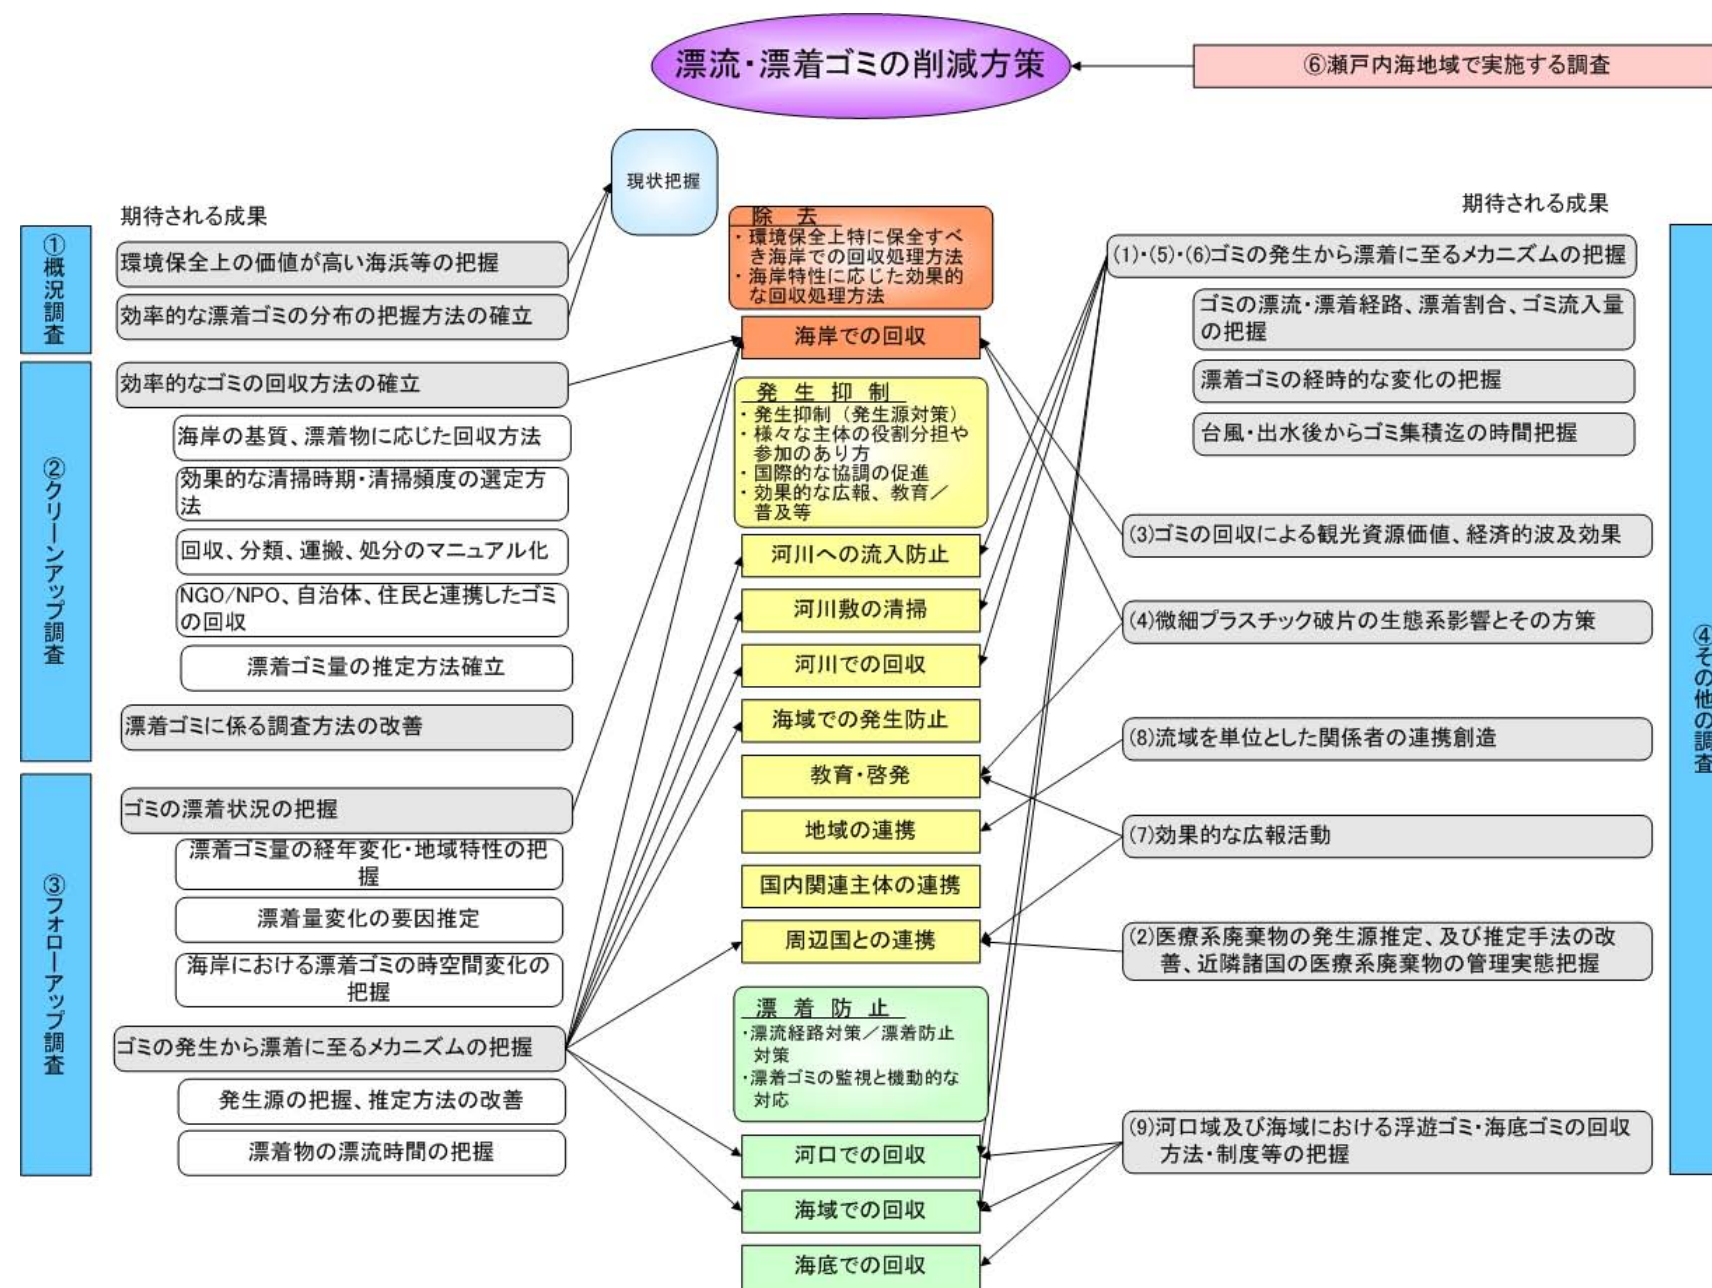 漂流・漂着ゴミの削減方策
⑥瀬戸内海地域で実施する調査
現状把握
期待される成果
①概況調査
環境保全上の価値が高い海浜等の把握
効率的な漂着ゴミの分布の把握方法の確立
②クリーンアップ調査
効率的なゴミの回収方法の確立
海岸の基質、漂着物に応じた回収方法
効果的な清掃時期・清掃頻度の選定方
法
回収、分類、運搬、処分のマニュアル化
NGO/NPO、自治体、住民と連携したゴミ
の回収
漂着ゴミ量の推定方法確立
漂着ゴミに係る調査方法の改善
③フォローアップ調査
ゴミの漂着状況の把握
漂着ゴミ量の経年変化・地域特性の把
握
漂着量変化の要因推定
海岸における漂着ゴミの時空間変化の
把握
ゴミの発生から漂着に至るメカニズムの把握
発生源の把握、推定方法の改善
漂着物の漂流時間の把握
除 去
・環境保全上特に保全すべ
き海岸での回収処理方法
・海岸特性に応じた効果的
な回収処理方法
海岸での回収
発 生 抑 制
・発生抑制（発生源対策）
・様々な主体の役割分担や
参加のあり方
・国際的な協調の促進
・効果的な広報、教育／
普及等
河川への流入防止
河川敷の清掃
河川での回収
海域での発生防止
教育・啓発
地域の連携
国内関連主体の連携
周辺国との連携
漂 着 防 止
・漂流経路対策／漂着防止
対策
・漂着ゴミの監視と機動的な
対応
河口での回収
海域での回収
海底での回収
期待される成果
(1)・(5)・(6)ゴミの発生から漂着に至るメカニズムの把握
ゴミの漂流・漂着経路、漂着割合、ゴミ流入量
の把握
漂着ゴミの経時的な変化の把握
台風・出水後からゴミ集積迄の時間把握
(3)ゴミの回収による観光資源価値、経済的波及効果
(4)微細プラスチック破片の生態系影響とその方策
(8)流域を単位とした関係者の連携創造
(7)効果的な広報活動
(2)医療系廃棄物の発生源推定、及び推定手法の改
善、近隣諸国の医療系廃棄物の管理実態把握
(9)河口域及び海域における浮遊ゴミ・海底ゴミの回収
方法・制度等の把握
④その他の調査